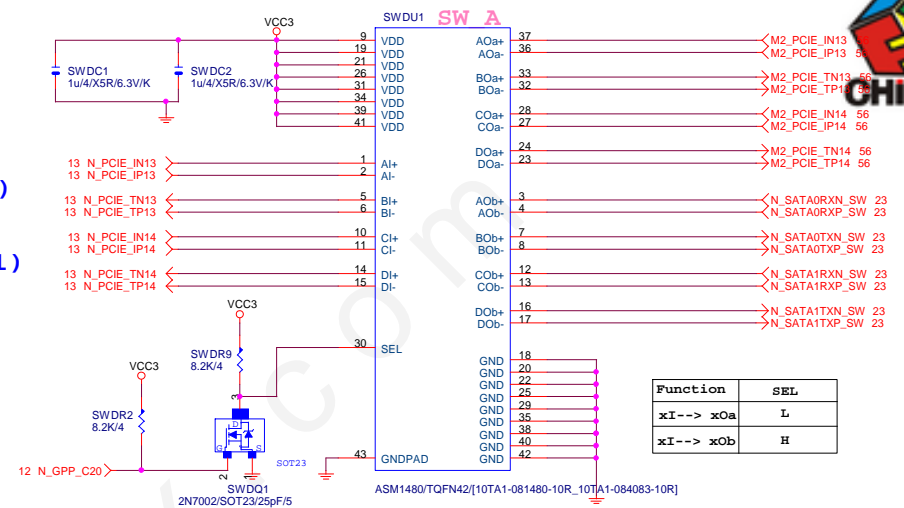 SWDU1 SW A
VCC3
SWDC1
1u/4/X5R/6.3V/K
SWDC2
1u/4/X5R/6.3V/K
9 VDD
19 VDD
21 VDD
26 VDD
31 VDD
34 VDD
39 VDD
41 VDD
AOa+ 37 M2_PCIE_IN13
AOa- 36 M2_PCIE_IP13
BOa+ 33 M2_PCIE_TN13 56
BOa- 32 M2_PCIE_TP13
COa+ 28 M2_PCIE_IN14 56
COa- 27 M2_PCIE_IP14 56
DOa+ 24 M2_PCIE_TN14 56
DOa- 23 M2_PCIE_TP14 56
13 N_PCIE_IN13 1 AI+
13 N_PCIE_IP13 2 AI-
13 N_PCIE_TN13 5 BI+
13 N_PCIE_TP13 6 BI-
13 N_PCIE_IN14 10 CI+
13 N_PCIE_IP14 11 CI-
13 N_PCIE_TN14 14 DI+
13 N_PCIE_TP14 15 DI-
AOb+ 3 N_SATA0RXN_SW 23
AOb- 4 N_SATA0RXP_SW 23
BOb+ 7 N_SATA0TXN_SW 23
BOb- 8 N_SATA0TXP_SW 23
COb+ 12 N_SATA1RXN_SW 23
COb- 13 N_SATA1RXP_SW 23
DOb+ 16 N_SATA1TXN_SW 23
DOb- 17 N_SATA1TXP_SW 23
VCC3
SWDR9
8.2K/4
30 SEL
VCC3
SWDR2
8.2K/4
3
D
G S
2 1
SOT23
12 N_GPP_C20
SWDQ1
2N7002/SOT23/25pF/5
GND 18
GND 20
GND 22
GND 25
GND 29
GND 35
GND 38
GND 40
GND 42
43 GNDPAD
ASM1480/TQFN42/[10TA1-081480-10R_10TA1-084083-10R]
Function SEL
xI--> xOa L
xI--> xOb H
com